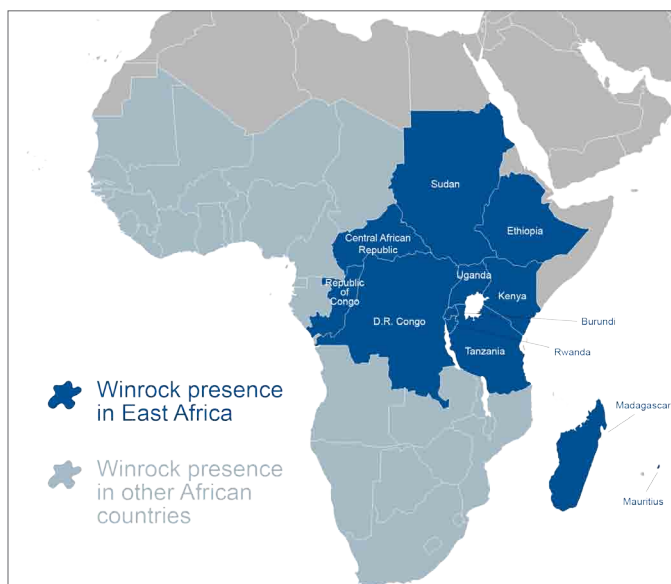 Sudan
Ethiopia
Central African
Republic
Uganda
Republic
of
Congo
Kenya
D.R. Congo
Burundi
Rwanda
Tanzania
Winrock presence
in East Africa
Madagascar
Winrock presence
in other African
countries
Mauritius